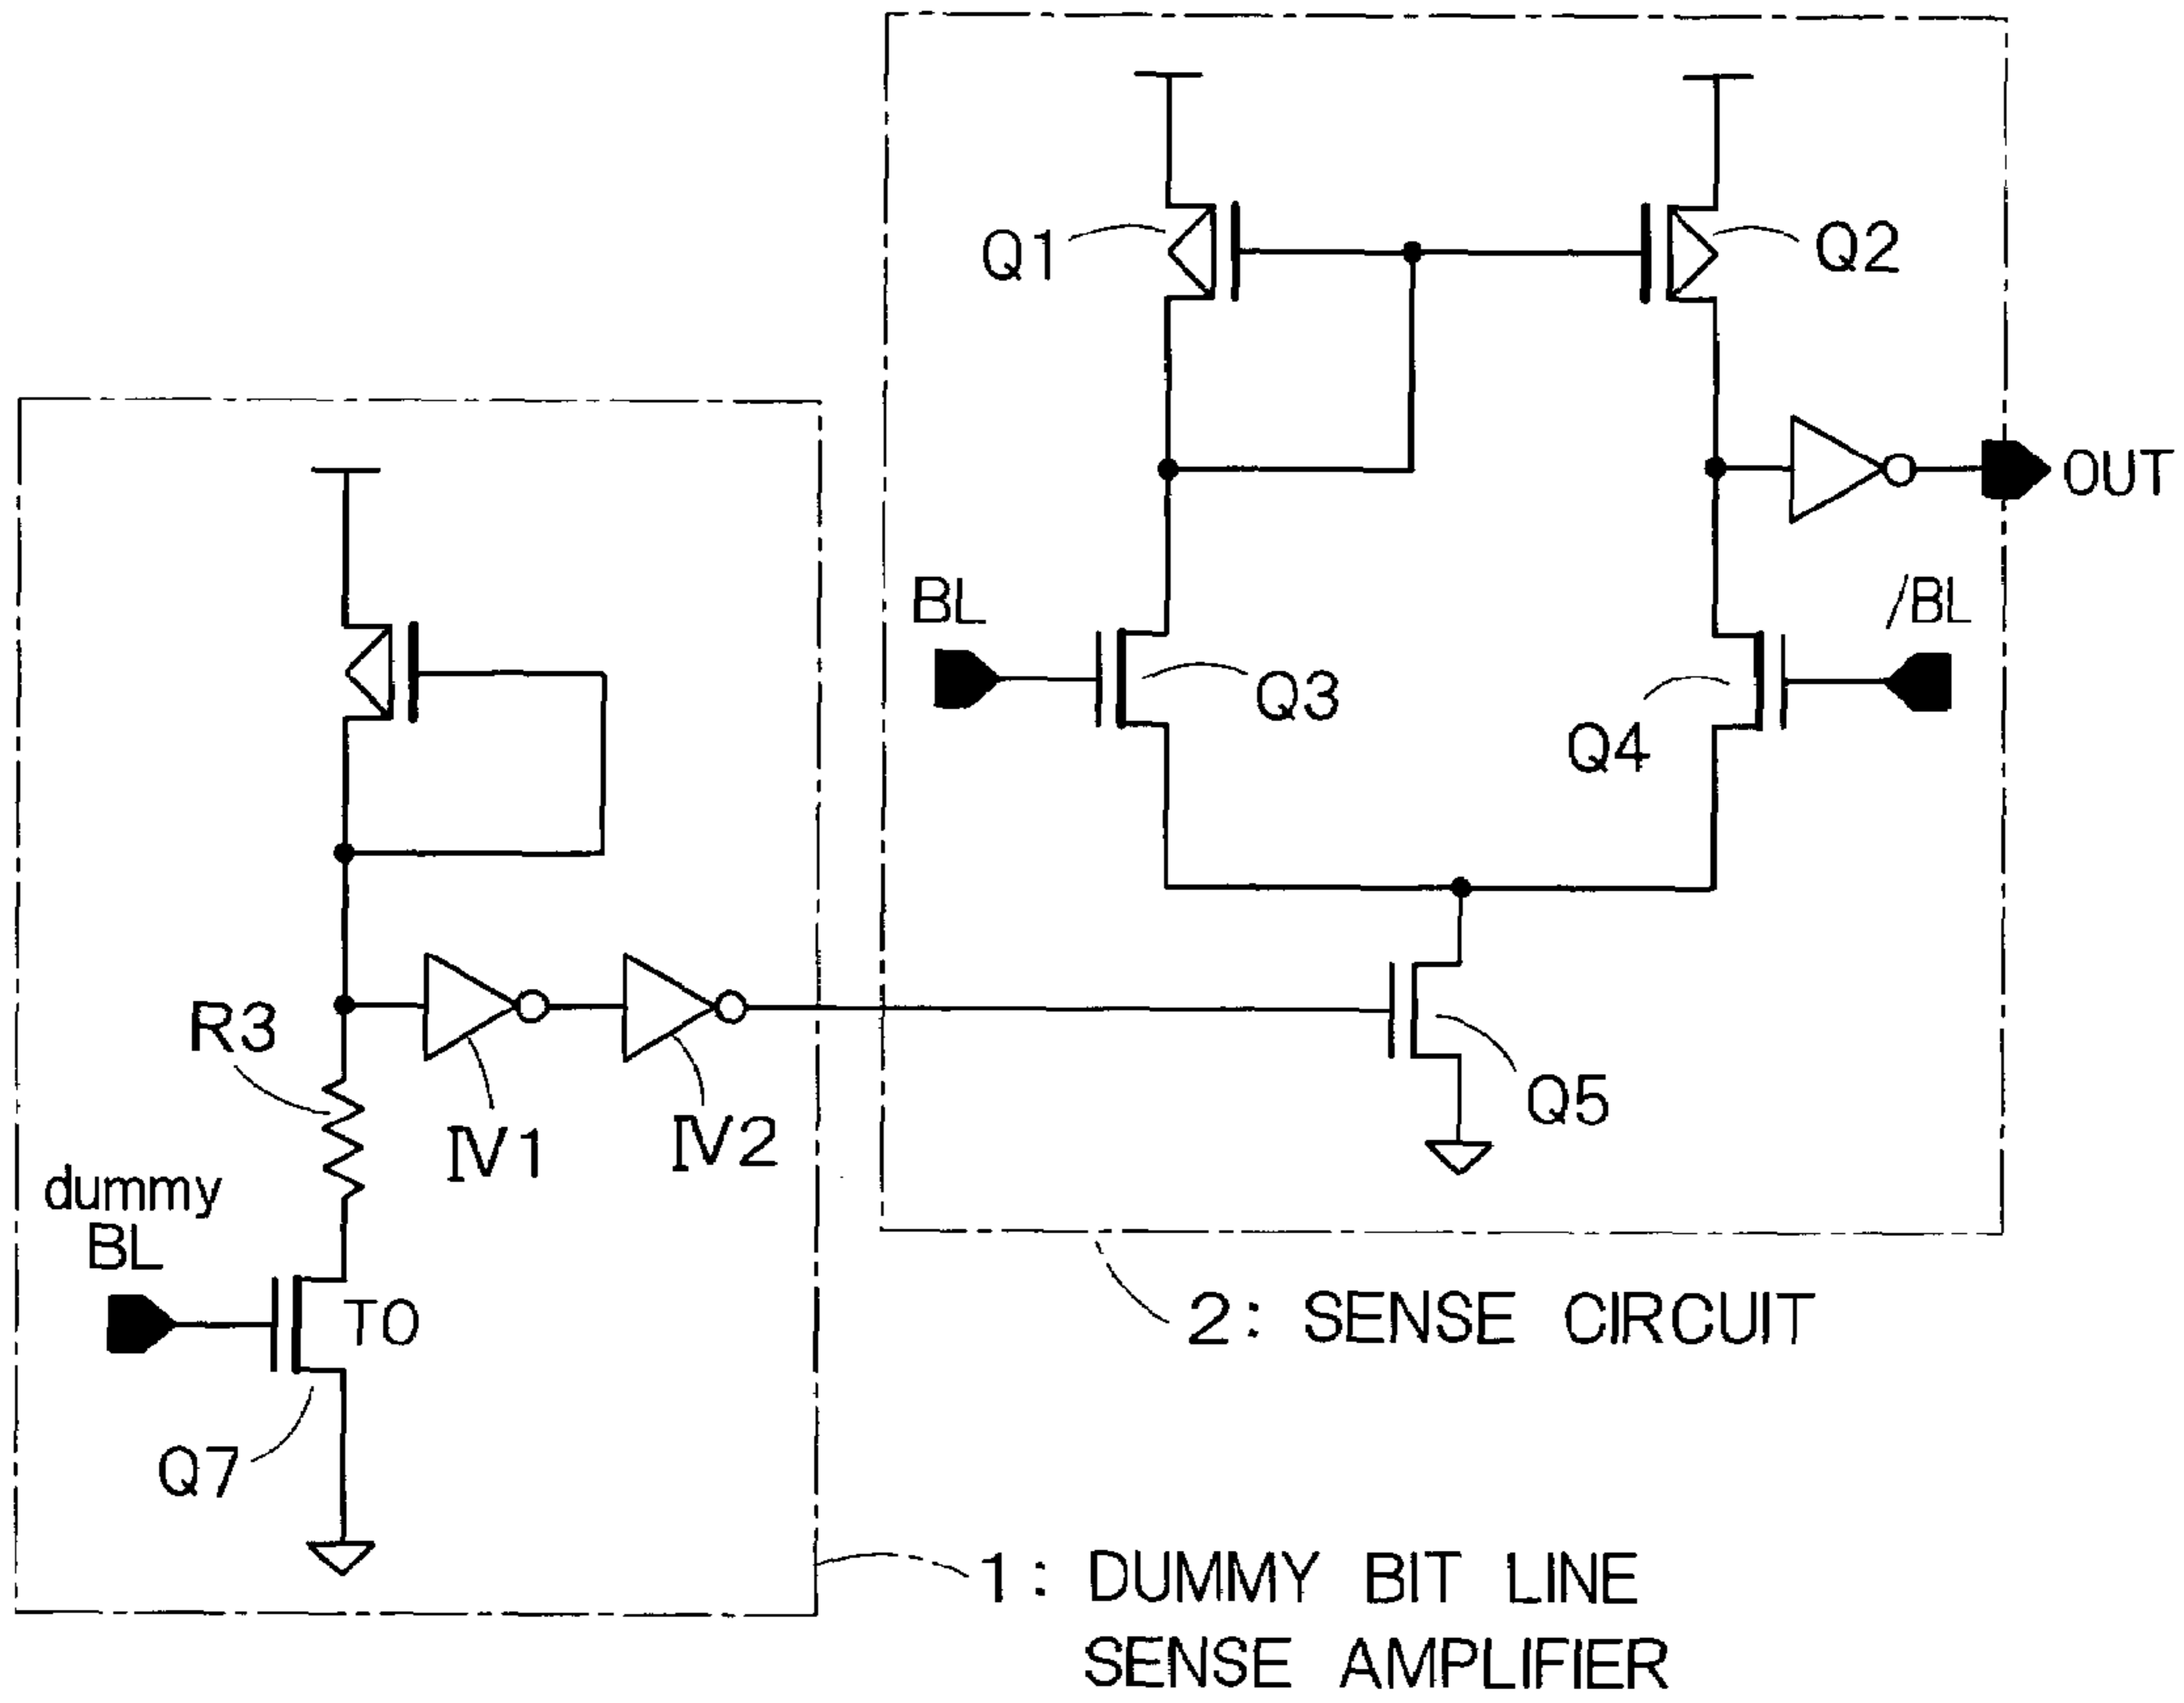 Q1
Q2
OUT
BL
/BL
Q3
Q4
R3
IV1
IV2
Q5
dummy
BL
TO
Q7
2: SENSE CIRCUIT
1: DUMMY BIT LINE
SENSE AMPLIFIER